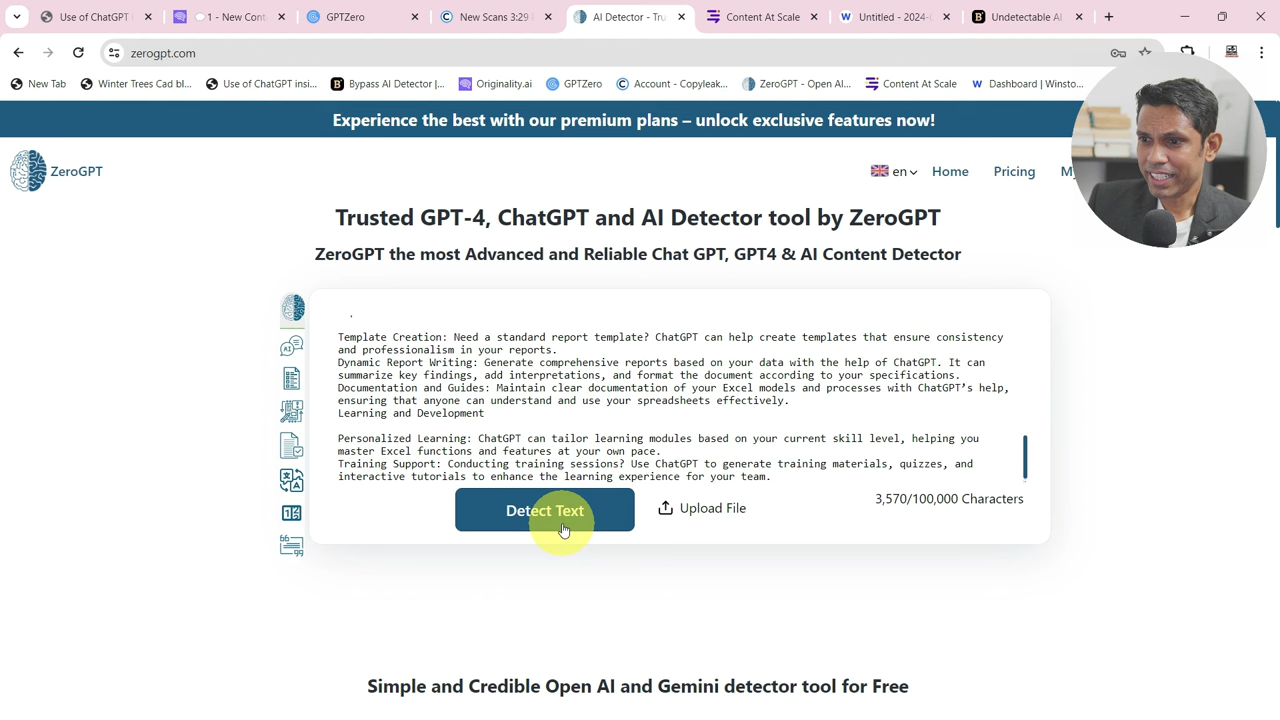 Use of ChatGPT
1 - New Cont
GPTZero
New Scans 3:29
AI Detector - Tru
Content At Scale
Untitled - 2024-
Undetectable AI
zerogpt.com
New Tab
Winter Trees Cad bl...
Use of ChatGPT insi...
Bypass AI Detector |...
Originality.ai
GPTZero
Account - Copyleak...
ZeroGPT - Open AI...
Content At Scale
Dashboard | Winsto...
Experience the best with our premium plans – unlock exclusive features now!
ZeroGPT
en
Home
Pricing
Trusted GPT-4, ChatGPT and AI Detector tool by ZeroGPT
ZeroGPT the most Advanced and Reliable Chat GPT, GPT4 & AI Content Detector
Template Creation: Need a standard report template? ChatGPT can help create templates that ensure consistency
and professionalism in your reports.
Dynamic Report Writing: Generate comprehensive reports based on your data with the help of ChatGPT. It can
summarize key findings, add interpretations, and format the document according to your specifications.
Documentation and Guides: Maintain clear documentation of your Excel models and processes with ChatGPT’s help,
ensuring that anyone can understand and use your spreadsheets effectively.
Learning and Development
Personalized Learning: ChatGPT can tailor learning modules based on your current skill level, helping you
master Excel functions and features at your own pace.
Training Support: Conducting training sessions? Use ChatGPT to generate training materials, quizzes, and
interactive tutorials to enhance the learning experience for your team.
Detect Text
Upload File
3,570/100,000 Characters
Simple and Credible Open AI and Gemini detector tool for Free